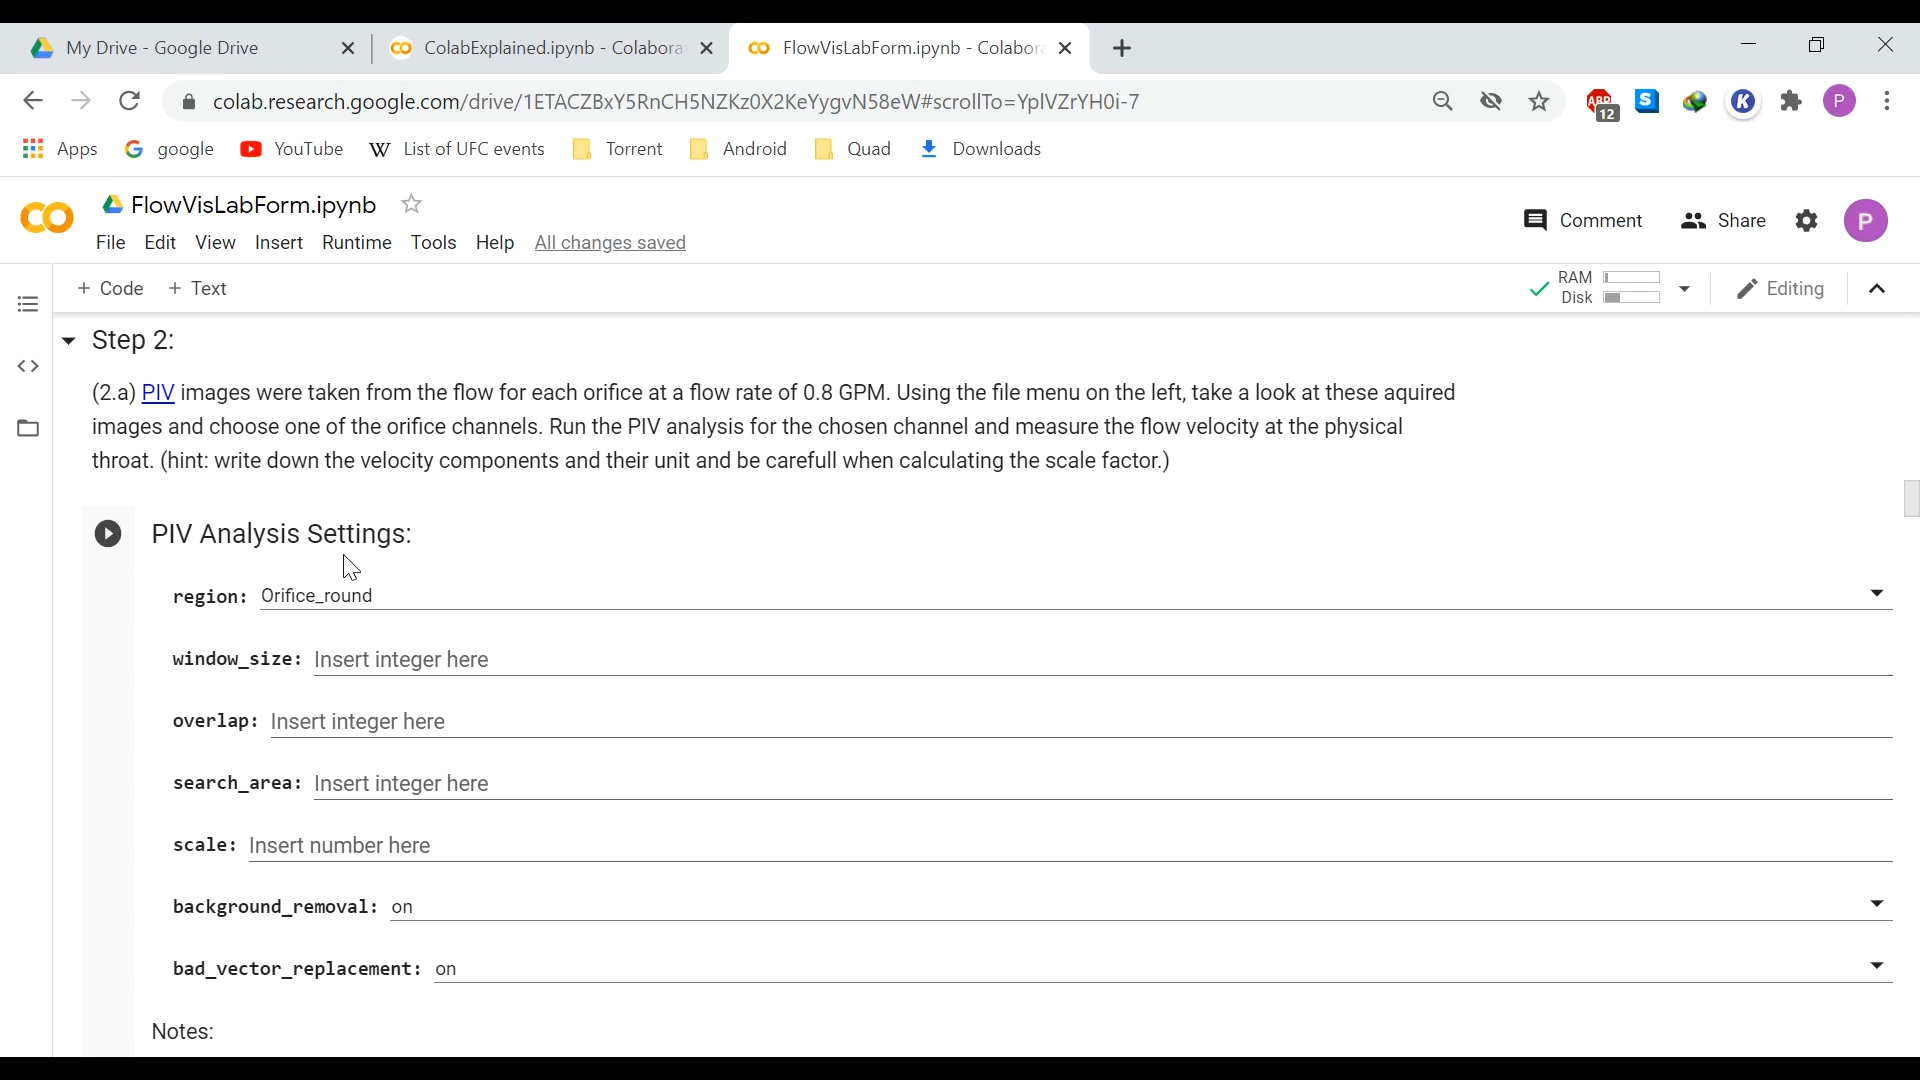 My Drive - Google Drive
ColabExplained.ipynb - Colabora
FlowVisLabForm.ipynb - Colabora
colab.research.google.com/drive/1ETACZBxY5RnCH5NZKz0X2KeYygvN58eW#scrollTo=YplVZrYH0i-7
ABP
12
S
K
P
Apps
google
YouTube
W List of UFC events
Torrent
Android
Quad
Downloads
FlowVisLabForm.ipynb
Comment
Share
P
File Edit View Insert Runtime Tools Help All changes saved
+ Code + Text
RAM
Disk
Editing
Step 2:
(2.a) PIV images were taken from the flow for each orifice at a flow rate of 0.8 GPM. Using the file menu on the left, take a look at these aquired
images and choose one of the orifice channels. Run the PIV analysis for the chosen channel and measure the flow velocity at the physical
throat. (hint: write down the velocity components and their unit and be carefull when calculating the scale factor.)
PIV Analysis Settings:
region: Orifice_round
window_size: Insert integer here
overlap: Insert integer here
search_area: Insert integer here
scale: Insert number here
background_removal: on
bad_vector_replacement: on
Notes: